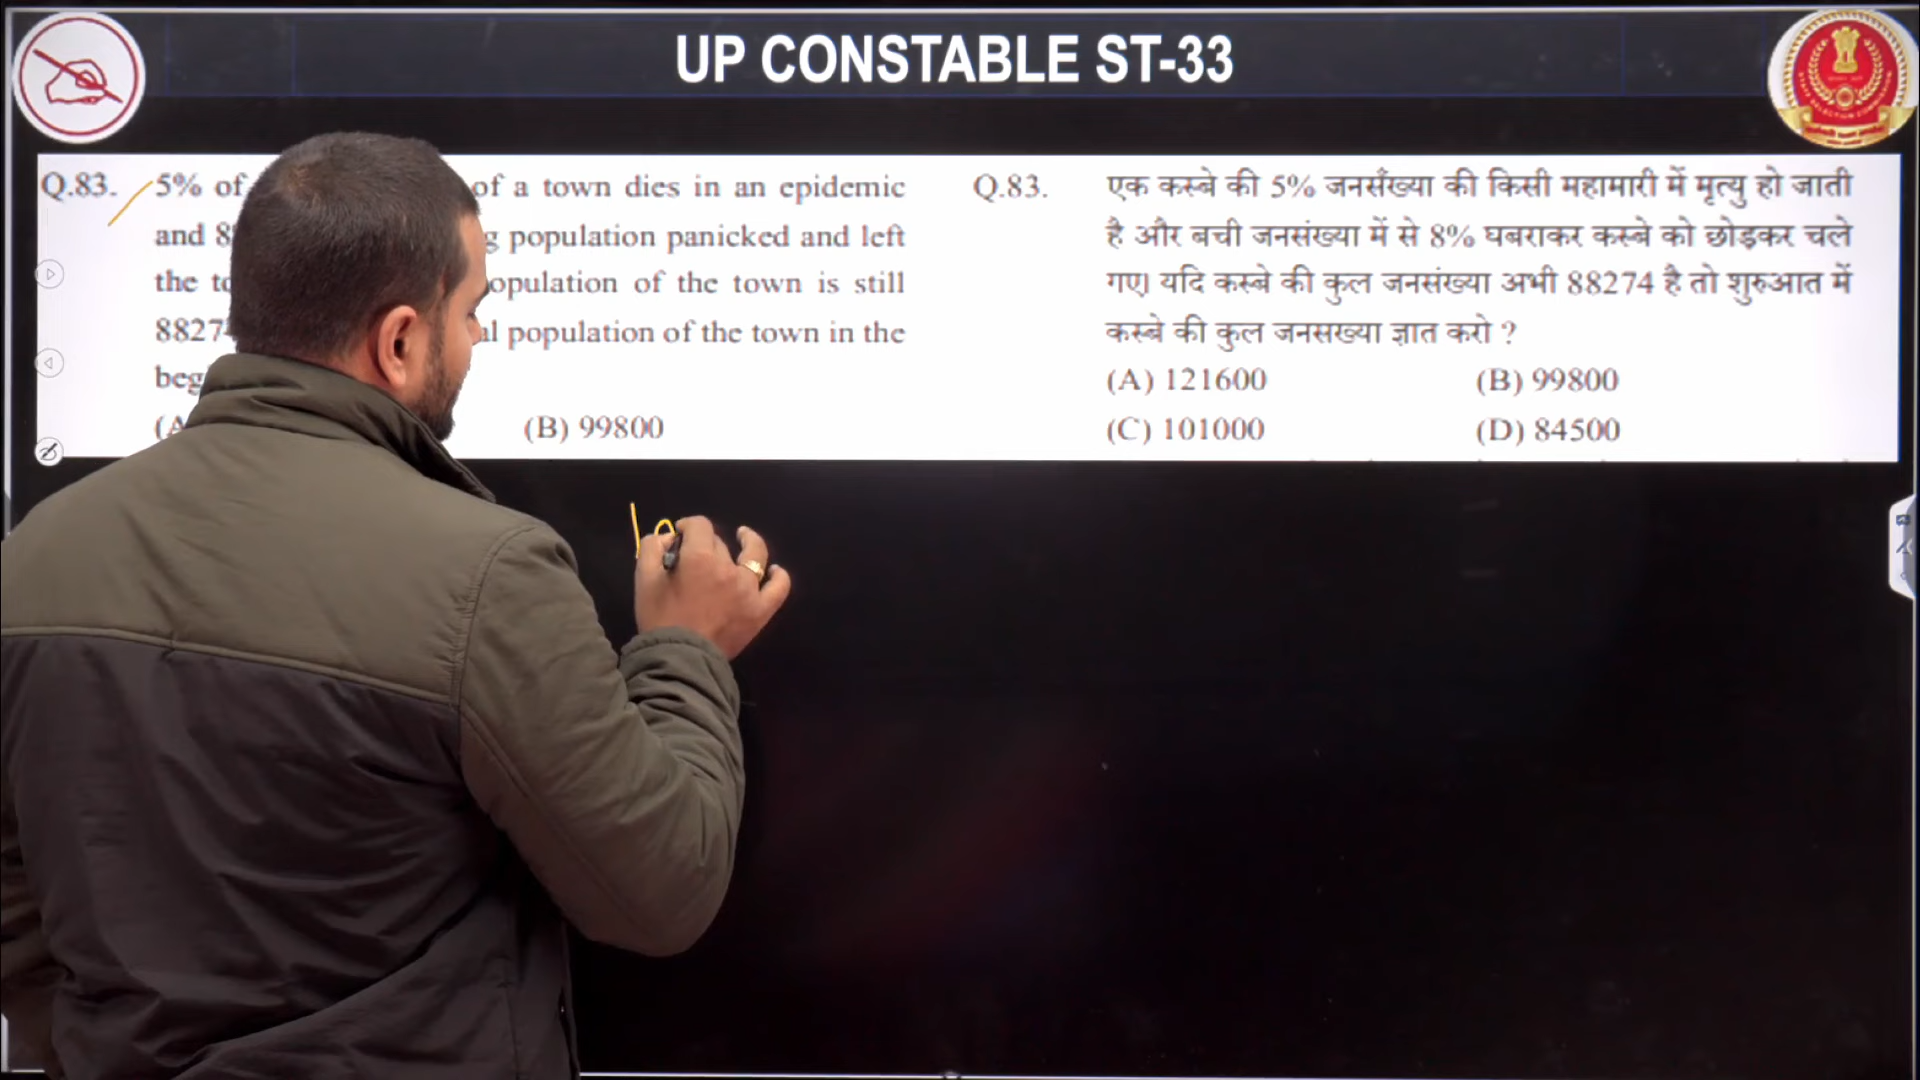 UP CONSTABLE ST-33
Q.83. 5% of of a town dies in an epidemic
and 8 population panicked and left
the population of the town is still
8827 population of the town in the
beg
(A (B) 99800
Q.83. एक कस्बे की 5% जनसँख्या की किसी महामारी में मृत्यु हो जाती
है और बची जनसंख्या में से 8% घबराकर कस्बे को छोड़कर चले
गए। यदि कस्बे की कुल जनसंख्या अभी 88274 है तो शुरुआत में
कस्बे की कुल जनसख्या ज्ञात करो ?
(A) 121600 (B) 99800
(C) 101000 (D) 84500